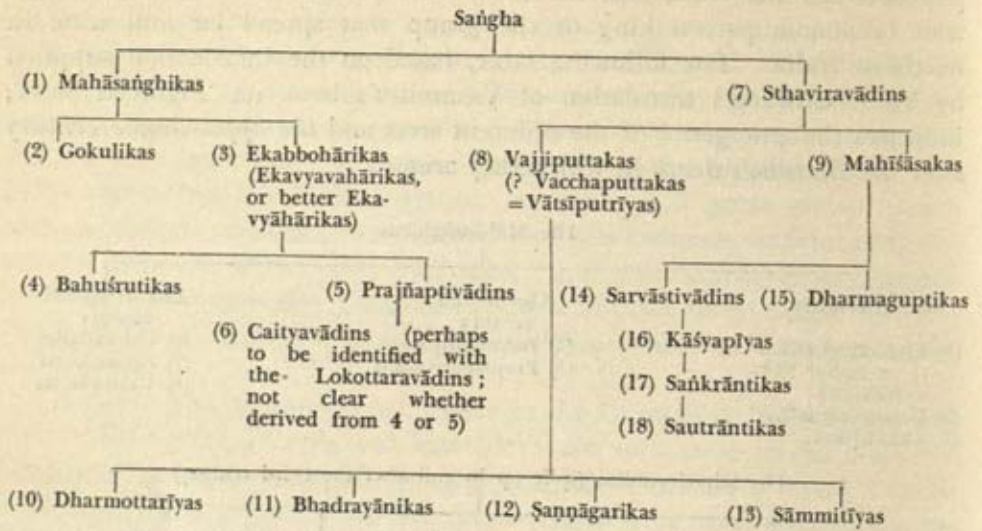 Saṅgha
(1) Mahāsaṅghikas
(7) Sthaviravādins
(2) Gokulikas
(3) Ekabbohārikas
(Ekavyavahārikas,
or better Eka-
vyāhārikas)
(8) Vajjiputtakas
(? Vacchaputtakas
=Vātsīputrīyas)
(9) Mahīśāsakas
(4) Bahuśrutikas
(5) Prajñaptivādins
(6) Caityavādins (perhaps
to be identified with
the· Lokottaravādins ;
not clear whether
derived from 4 or 5)
(14) Sarvāstivādins
(15) Dharmaguptikas
(16) Kāśyapīyas
(17) Saṅkrāntikas
(18) Sautrāntikas
(10) Dharmottarīyas
(11) Bhadrayānikas
(12) Ṣaṇṇāgarikas
(13) Sāmmitīyas